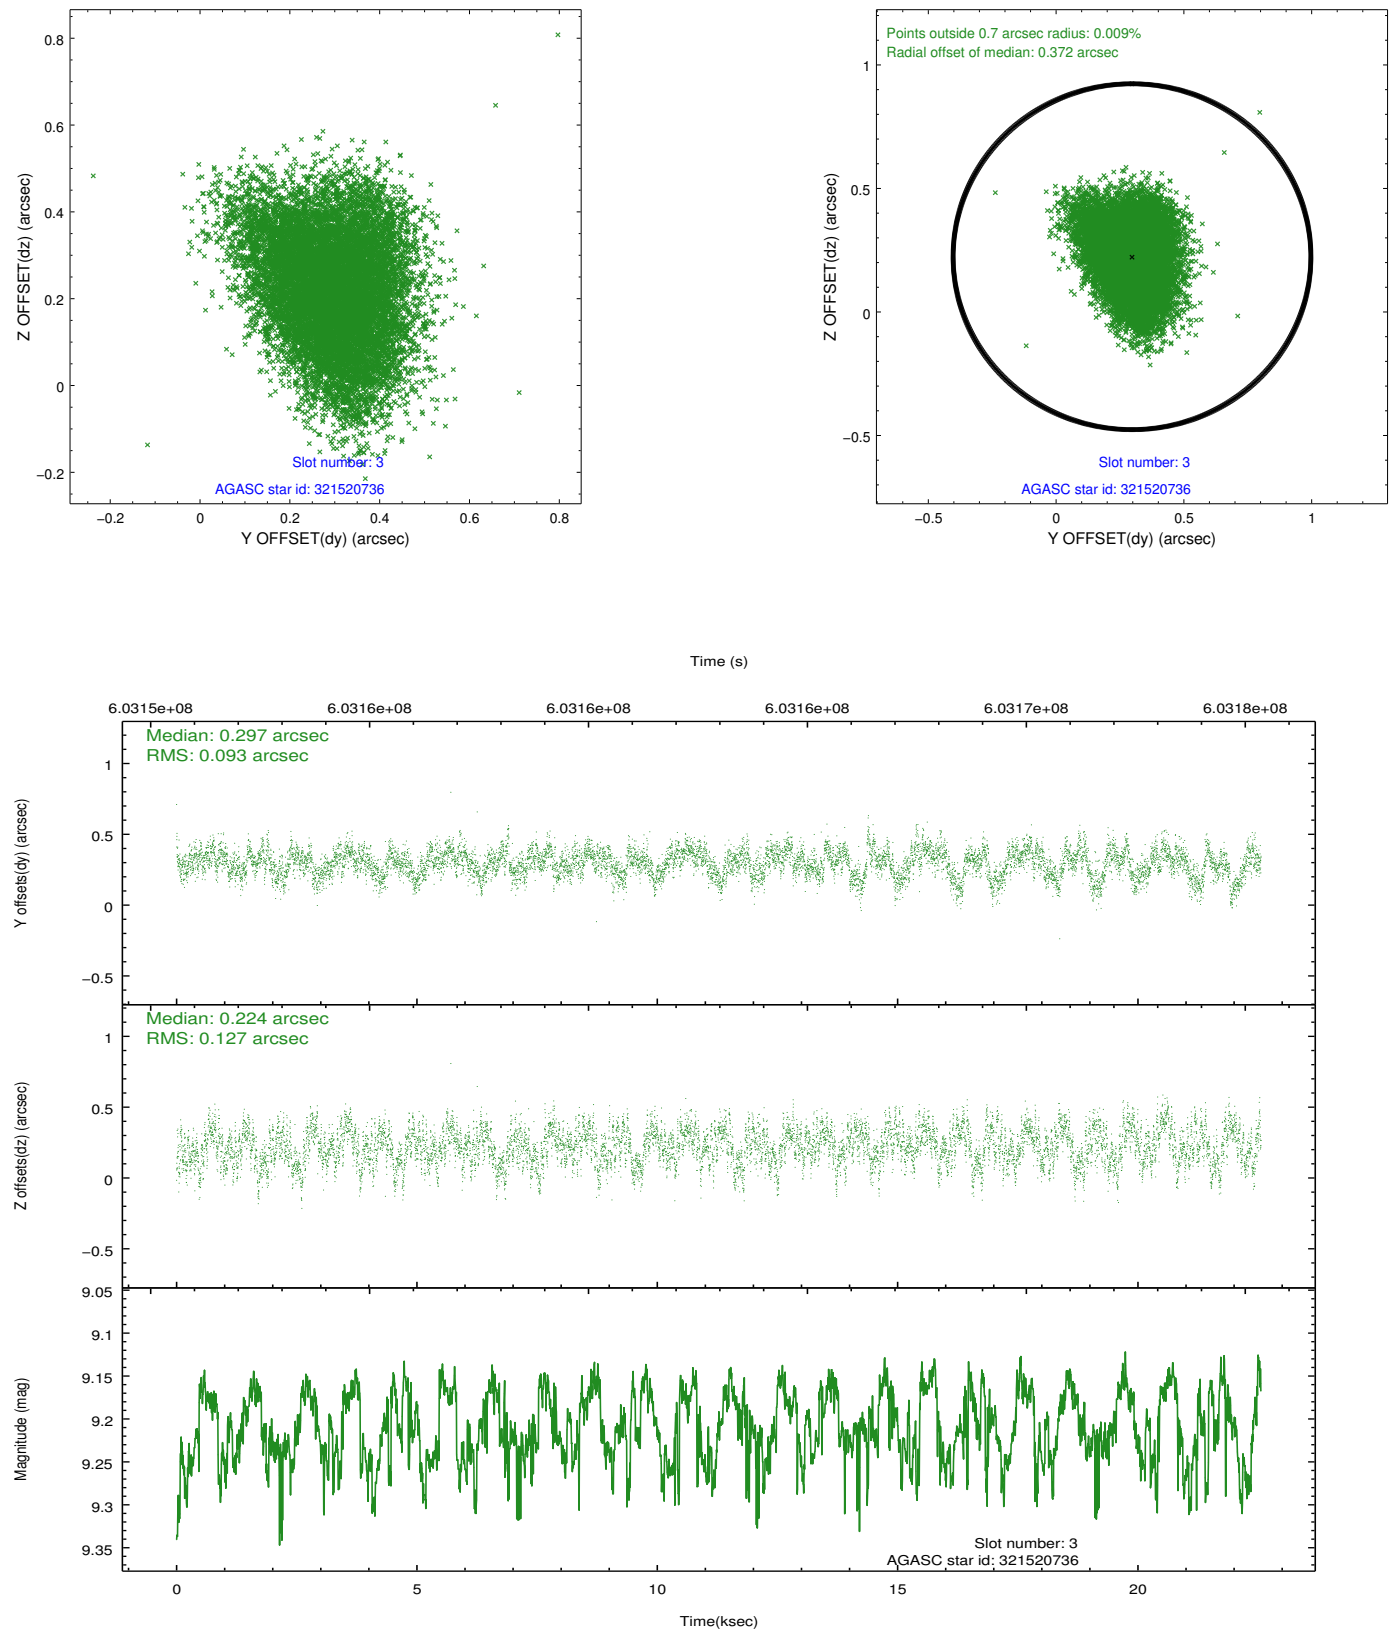 0.8
0.6
0.4
0.2
0
−0.2
Z OFFSET(dz) (arcsec)
Slot number: 3
AGASC star id: 321520736
−0.2 0 0.2 0.4 0.6 0.8
Y OFFSET(dy) (arcsec)
Points outside 0.7 arcsec radius: 0.009%
Radial offset of median: 0.372 arcsec
1
0.5
0
−0.5
Z OFFSET(dz) (arcsec)
Slot number: 3
AGASC star id: 321520736
−0.5 0 0.5 1
Y OFFSET(dy) (arcsec)
Time (s)
6.0315e+08 6.0316e+08 6.0316e+08 6.0316e+08 6.0317e+08 6.0318e+08
Median: 0.297 arcsec
RMS: 0.093 arcsec
1
0.5
0
−0.5
Y offsets(dy) (arcsec)
Median: 0.224 arcsec
RMS: 0.127 arcsec
1
0.5
0
−0.5
Z offsets(dz) (arcsec)
9.05
9.1
9.15
9.2
9.25
9.3
9.35
Magnitude (mag)
Slot number: 3
AGASC star id: 321520736
0 5 10 15 20
Time(ksec)